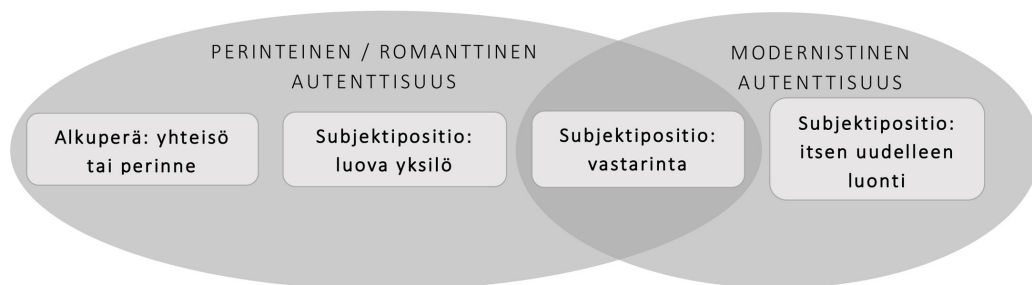 PERINTEINEN / ROMANTTINEN
AUTENTTISUUS
MODERNISTINEN
AUTENTTISUUS
Alkuperä: yhteisö
tai perinne
Subjektipositio:
luova yksilö
Subjektipositio:
vastarinta
Subjektipositio:
itsen uudelleen
luonti